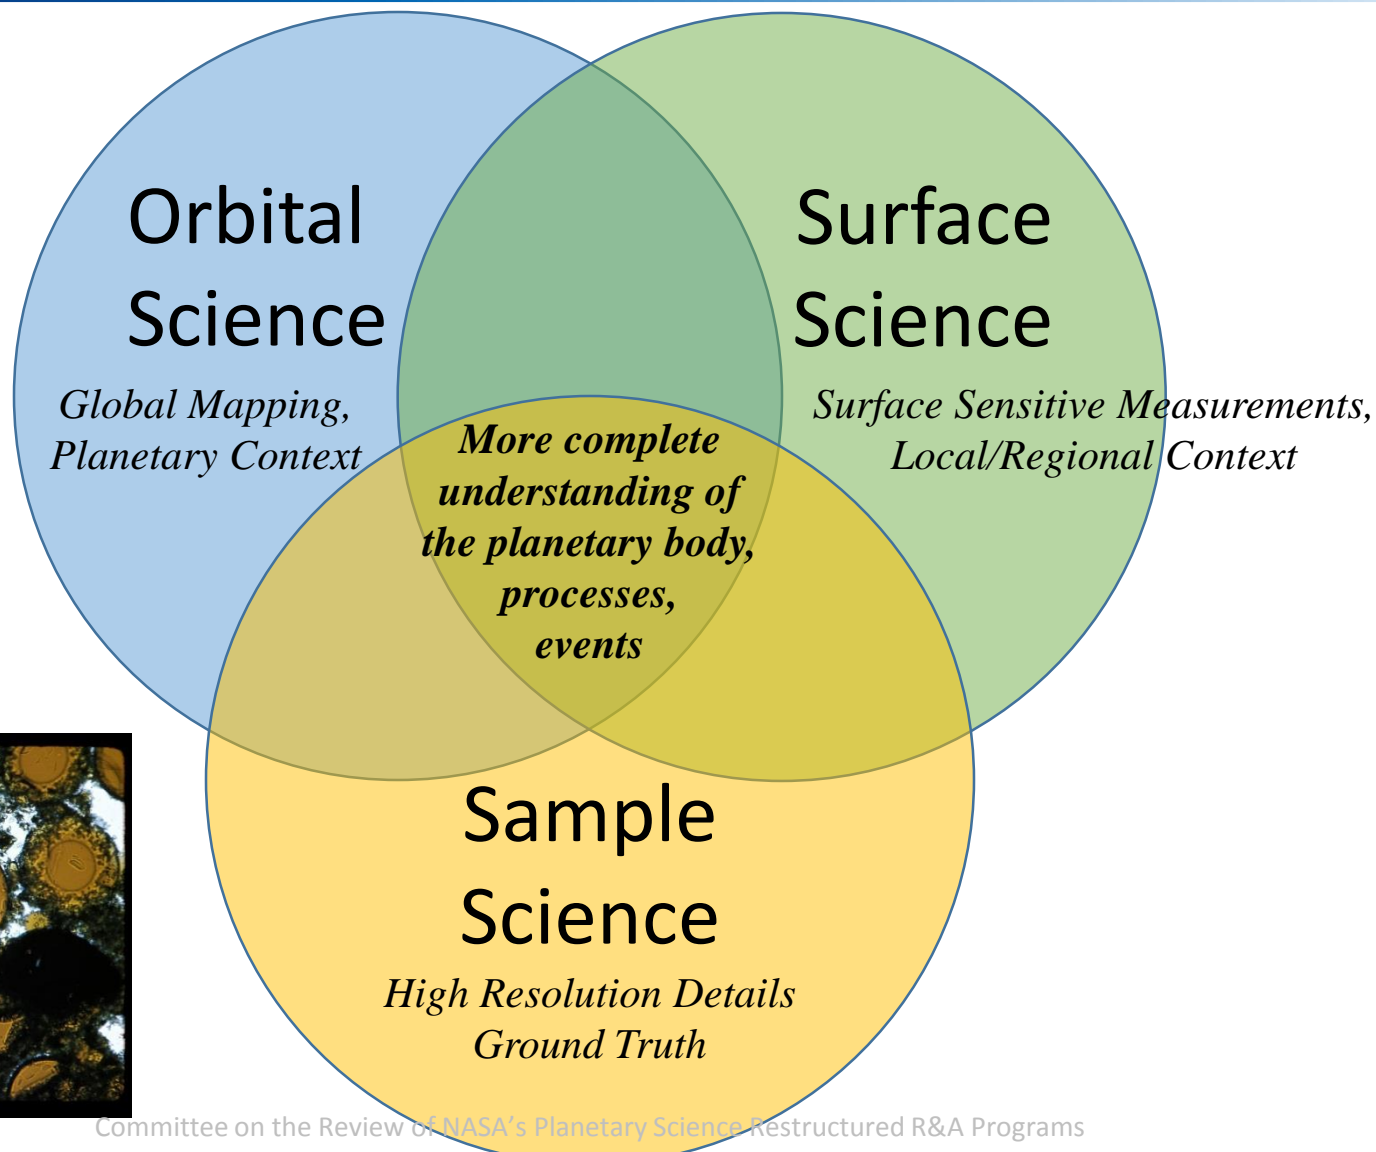 Orbital
Science
Global Mapping,
Planetary Context
Surface
Science
Surface Sensitive Measurements,
Local/Regional Context
More complete
understanding of
the planetary body,
processes,
events
Sample
Science
High Resolution Details
Ground Truth
Committee on the Review of NASA’s Planetary Science Restructured R&A Programs